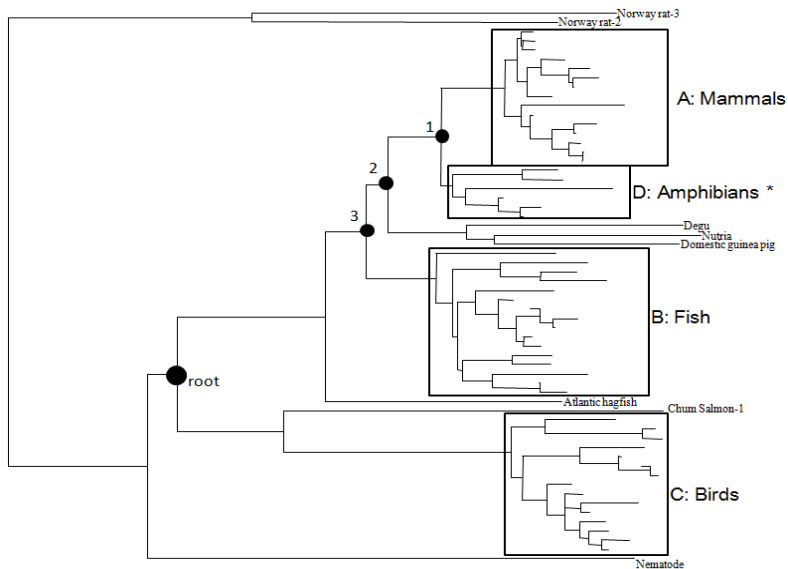 Norway rat-3
Norway rat-2
A: Mammals
1
2
D: Amphibians *
3
Degu
Nutria
Domestic guinea pig
B: Fish
root
Atlantic hagfish
Chum Salmon-1
C: Birds
Nematode